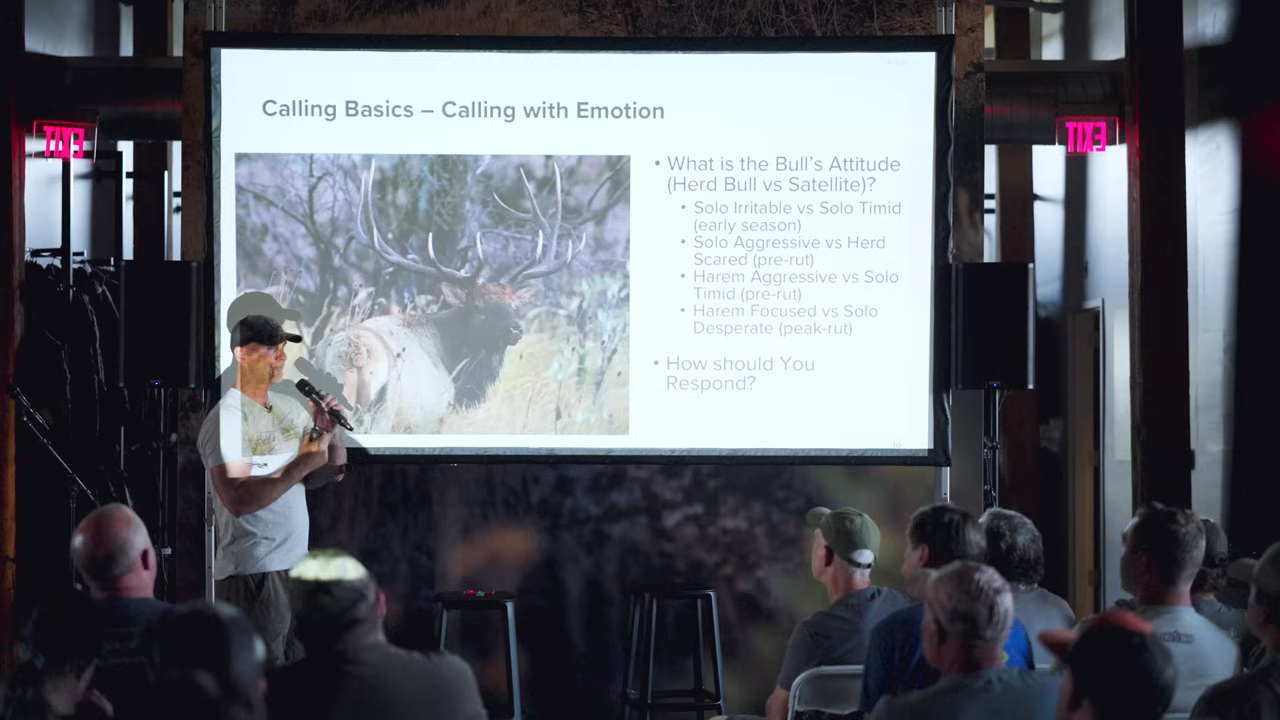 Calling Basics – Calling with Emotion
EXIT
EXIT
• What is the Bull's Attitude
(Herd Bull vs Satellite)?
• Solo Irritable vs Solo Timid
(early season)
• Solo Aggressive vs Herd
Scared (pre-rut)
• Harem Aggressive vs Solo
Timid (pre-rut)
• Harem Focused vs Solo
Desperate (peak-rut)
• How should You
Respond?
10